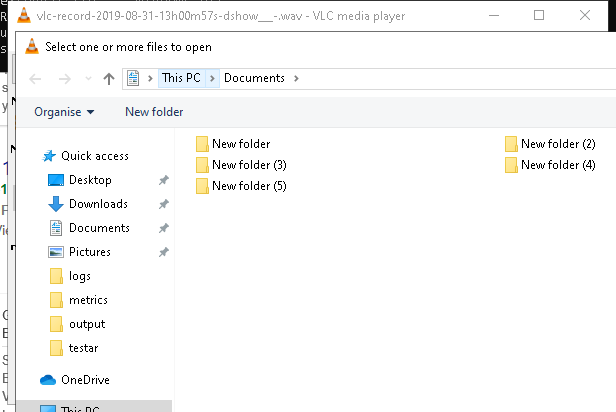 vlc-record-2019-08-31-13h00m57s-dshow___-.wav - VLC media player
Select one or more files to open
This PC > Documents >
Organise New folder
New folder New folder (2)
New folder (3) New folder (4)
New folder (5)
Quick access
Desktop
Downloads
Documents
Pictures
logs
metrics
output
testar
OneDrive
This PC